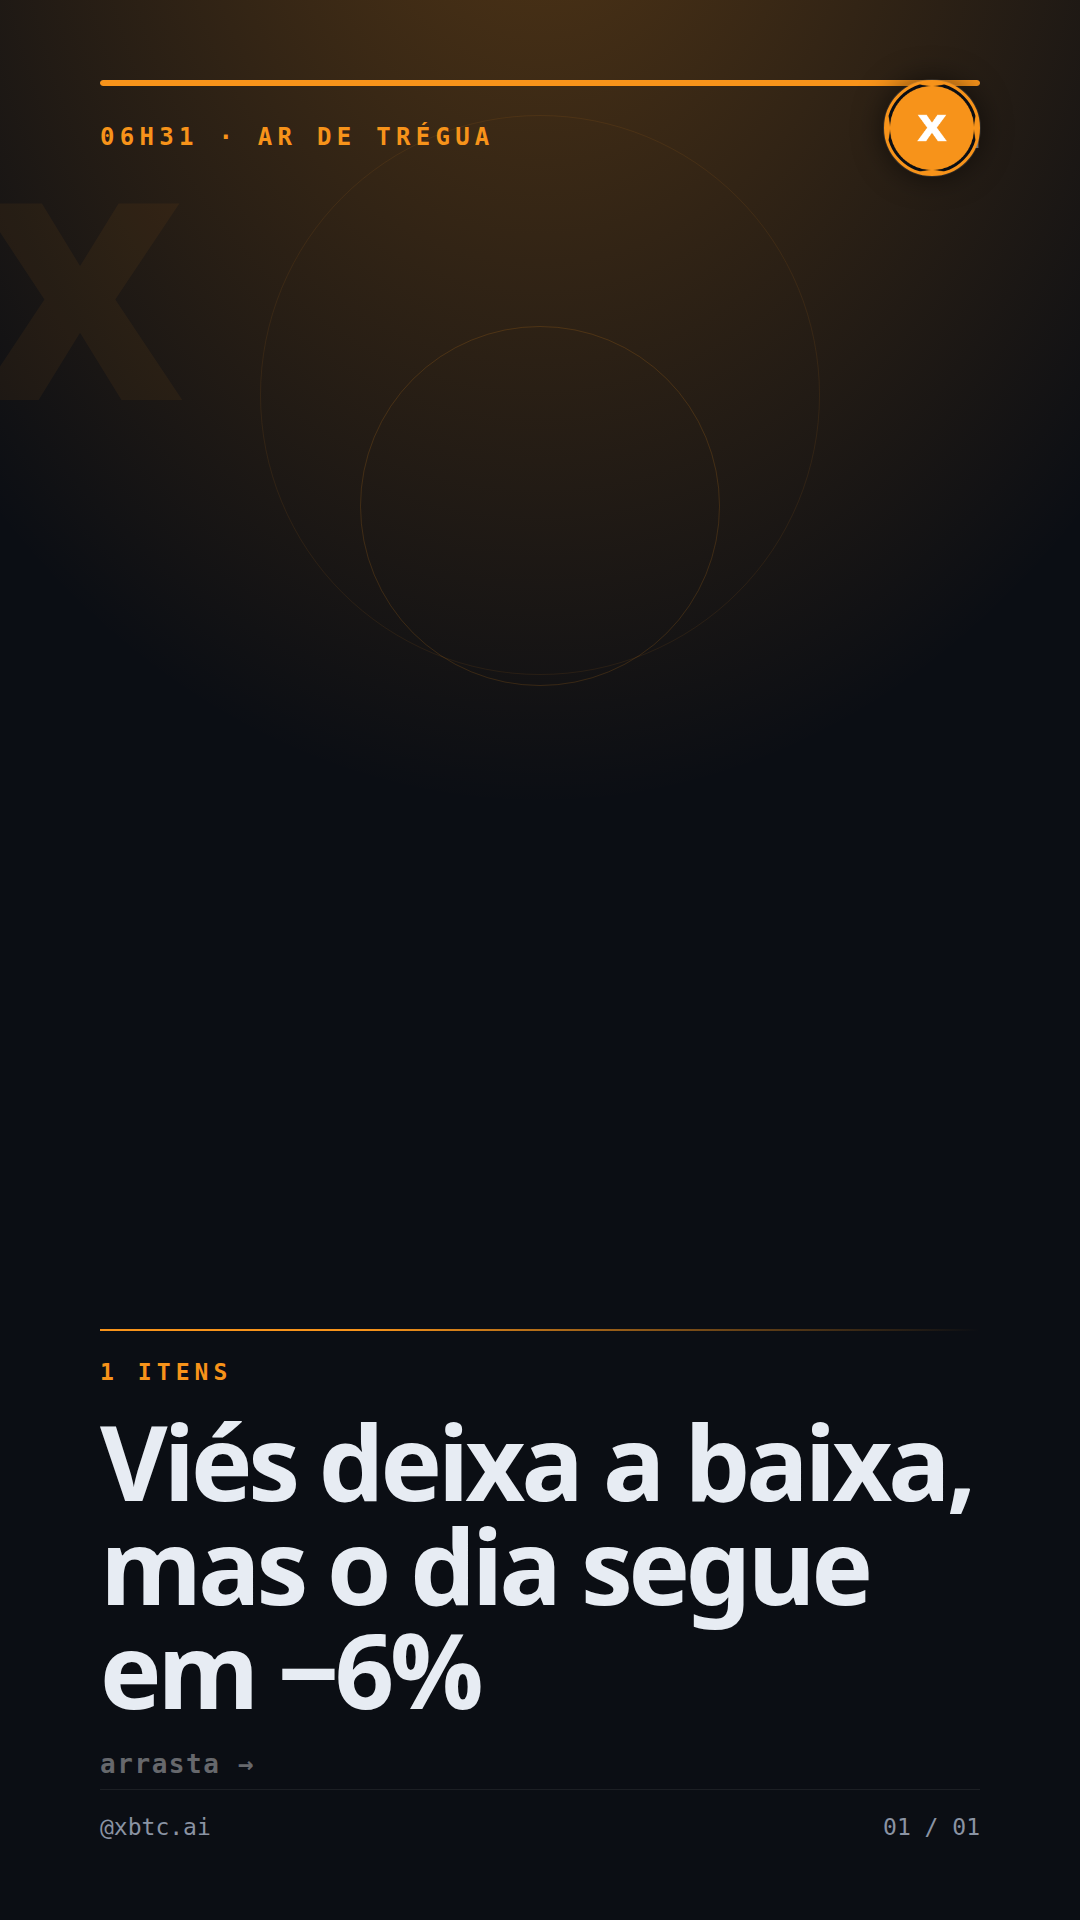 06H31 · AR DE TRÉGUA
X
X
1 ITENS
Viés deixa a baixa,
mas o dia segue
em −6%
arrasta →
@xbtc.ai
01 / 01